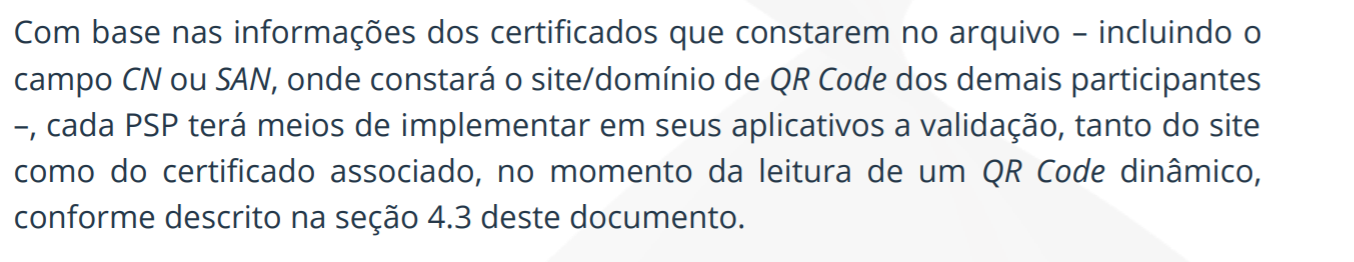 Com base nas informações dos certificados que constarem no arquivo – incluindo o
campo CN ou SAN, onde constará o site/domínio de QR Code dos demais participantes
–, cada PSP terá meios de implementar em seus aplicativos a validação, tanto do site
como do certificado associado, no momento da leitura de um QR Code dinâmico,
conforme descrito na seção 4.3 deste documento.